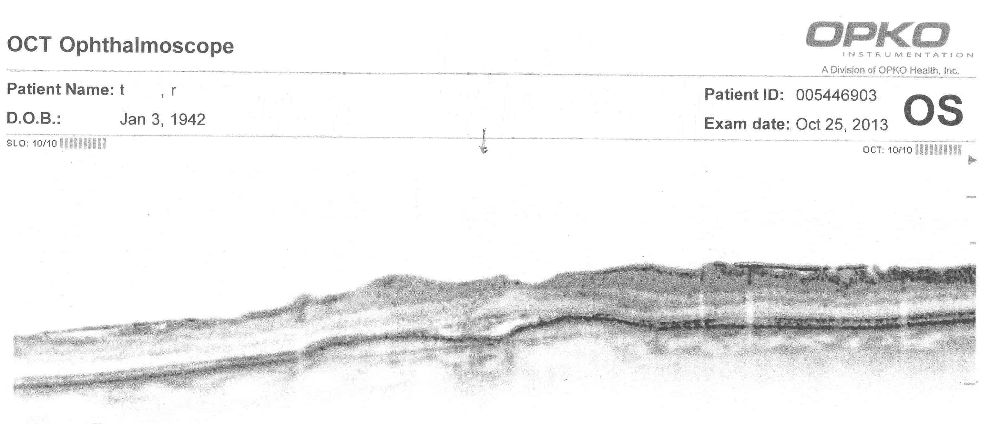 OPKO
OCT Ophthalmoscope
INSTRUMENTATION
A Division of OPKO Health, Inc.
Patient Name: t , r
Patient ID: 005446903
OS
D.O.B.: Jan 3, 1942
Exam date: Oct 25, 2013
SLO: 10/10
OCT: 10/10